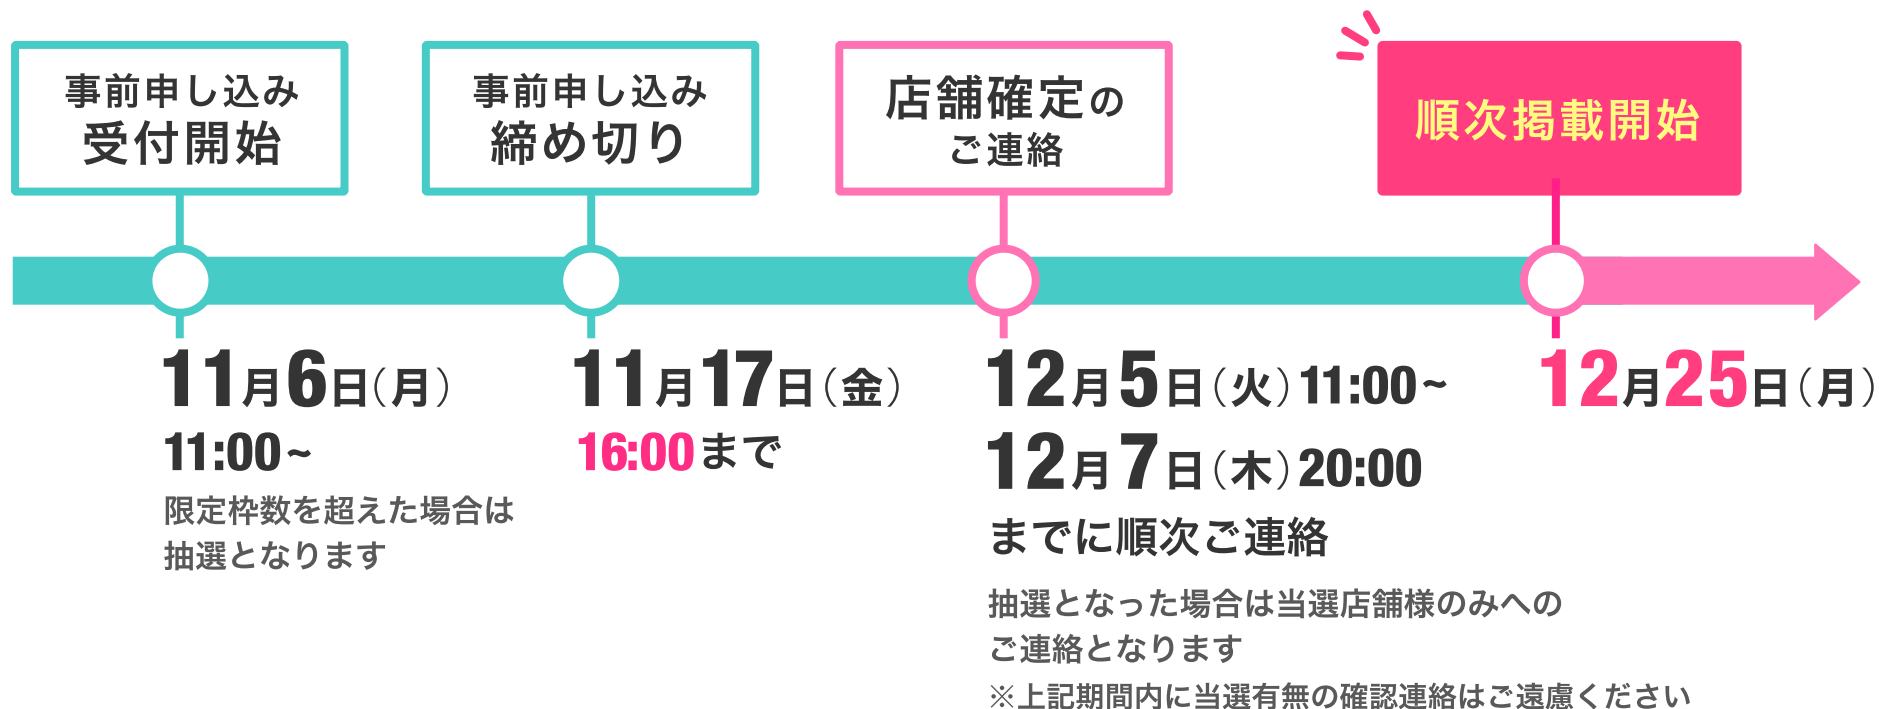 事前申し込み
受付開始
事前申し込み
締め切り
店舗確定の
ご連絡
順次掲載開始
11月6日（月）
11:00~
限定枠数を超えた場合は
抽選となります
11月17日（金）
16:00まで
12月5日（火）11:00~
12月7日（木）20:00
までに順次ご連絡
抽選となった場合は当選店舗様のみへの
ご連絡となります
※上記期間内に当選有無の確認連絡はご遠慮ください
12月25日（月）